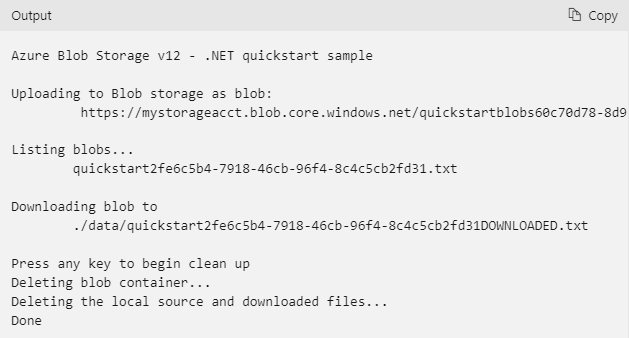 Output
Copy
Azure Blob Storage v12 - .NET quickstart sample
Uploading to Blob storage as blob:
https://mystorageacct.blob.core.windows.net/quickstartblobs60c70d78-8d9
Listing blobs...
quickstart2fe6c5b4-7918-46cb-96f4-8c4c5cb2fd31.txt
Downloading blob to
./data/quickstart2fe6c5b4-7918-46cb-96f4-8c4c5cb2fd31DOWNLOADED.txt
Press any key to begin clean up
Deleting blob container...
Deleting the local source and downloaded files...
Done